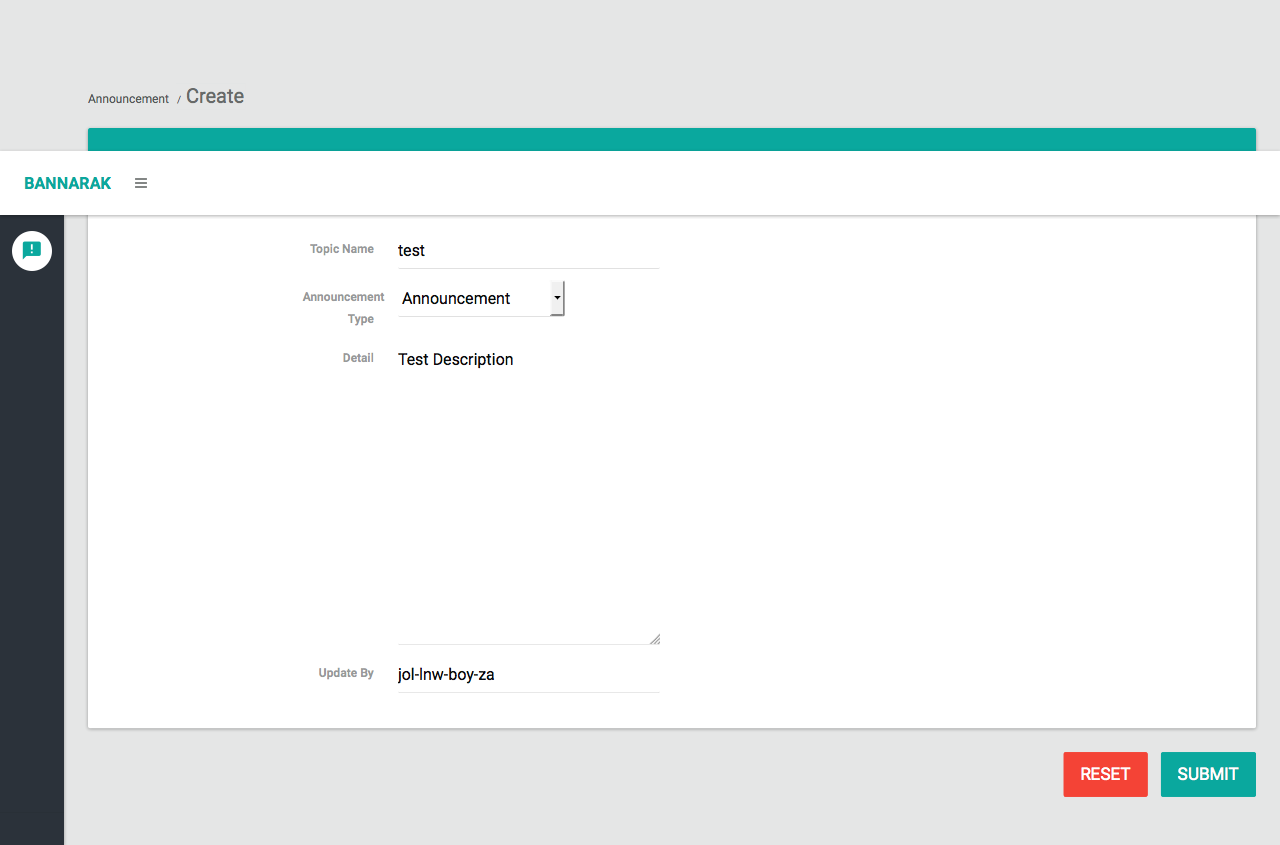 Announcement / Create
BANNARAK
Topic Name test
Announcement Type Announcement
Detail Test Description
Update By jol-lnw-boy-za
RESET SUBMIT